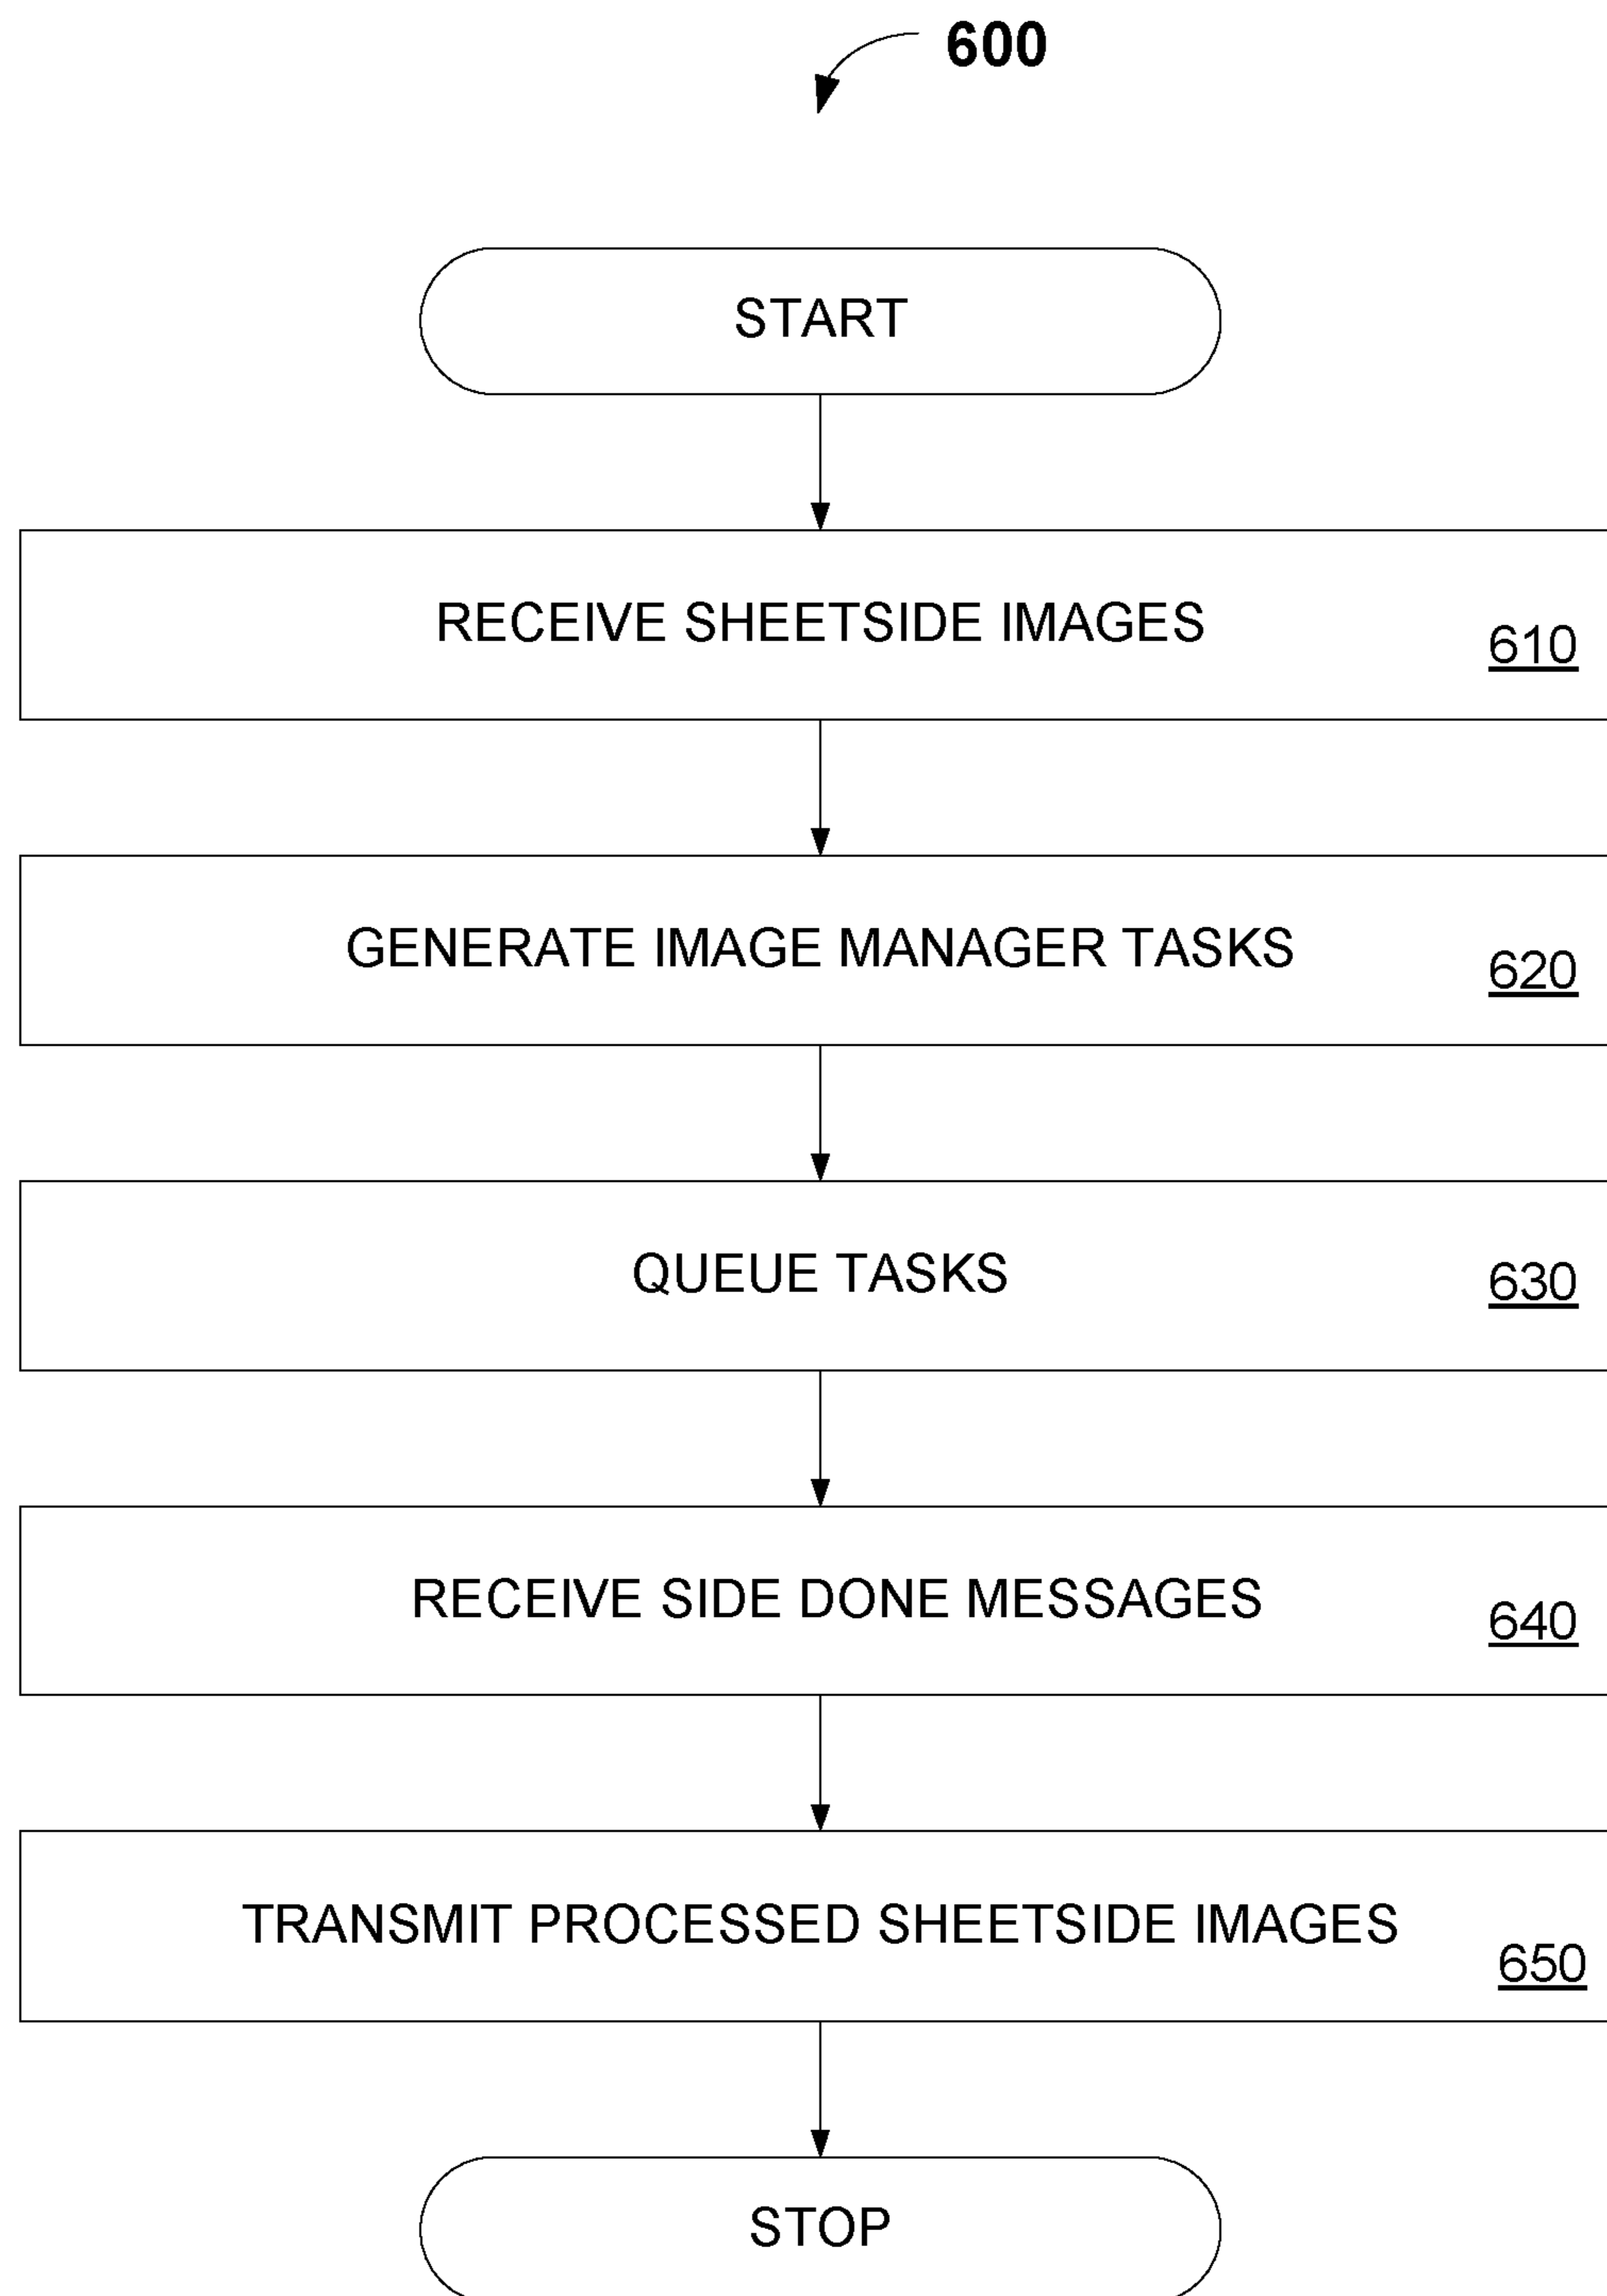 600
START
RECEIVE SHEETSIDE IMAGES
610
GENERATE IMAGE MANAGER TASKS
620
QUEUE TASKS
630
RECEIVE SIDE DONE MESSAGES
640
TRANSMIT PROCESSED SHEETSIDE IMAGES
650
STOP